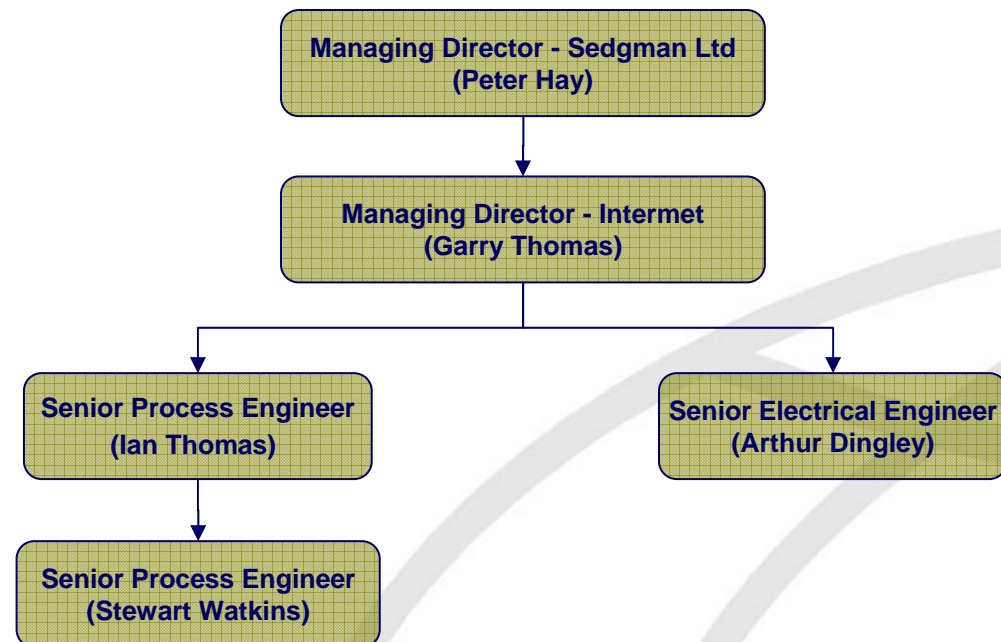 Managing Director - Sedgman Ltd
(Peter Hay)
Managing Director - Intermet
(Garry Thomas)
Senior Process Engineer
(Ian Thomas)
Senior Electrical Engineer
(Arthur Dingley)
Senior Process Engineer
(Stewart Watkins)